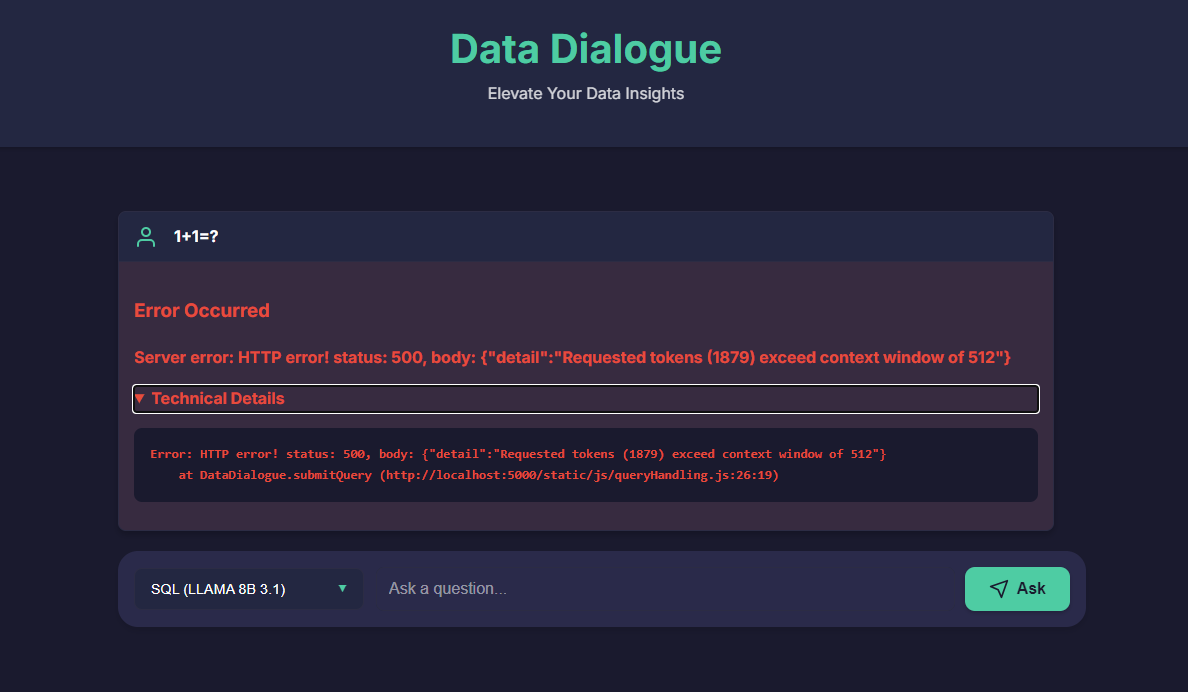 Data Dialogue
Elevate Your Data Insights
1+1=?
Error Occurred
Server error: HTTP error! status: 500, body: {"detail":"Requested tokens (1879) exceed context window of 512"}
▼ Technical Details
Error: HTTP error! status: 500, body: {"detail":"Requested tokens (1879) exceed context window of 512"}
at DataDialogue.submitQuery (http://localhost:5000/static/js/queryHandling.js:26:19)
SQL (LLAMA 8B 3.1) ▼ Ask a question... Ask